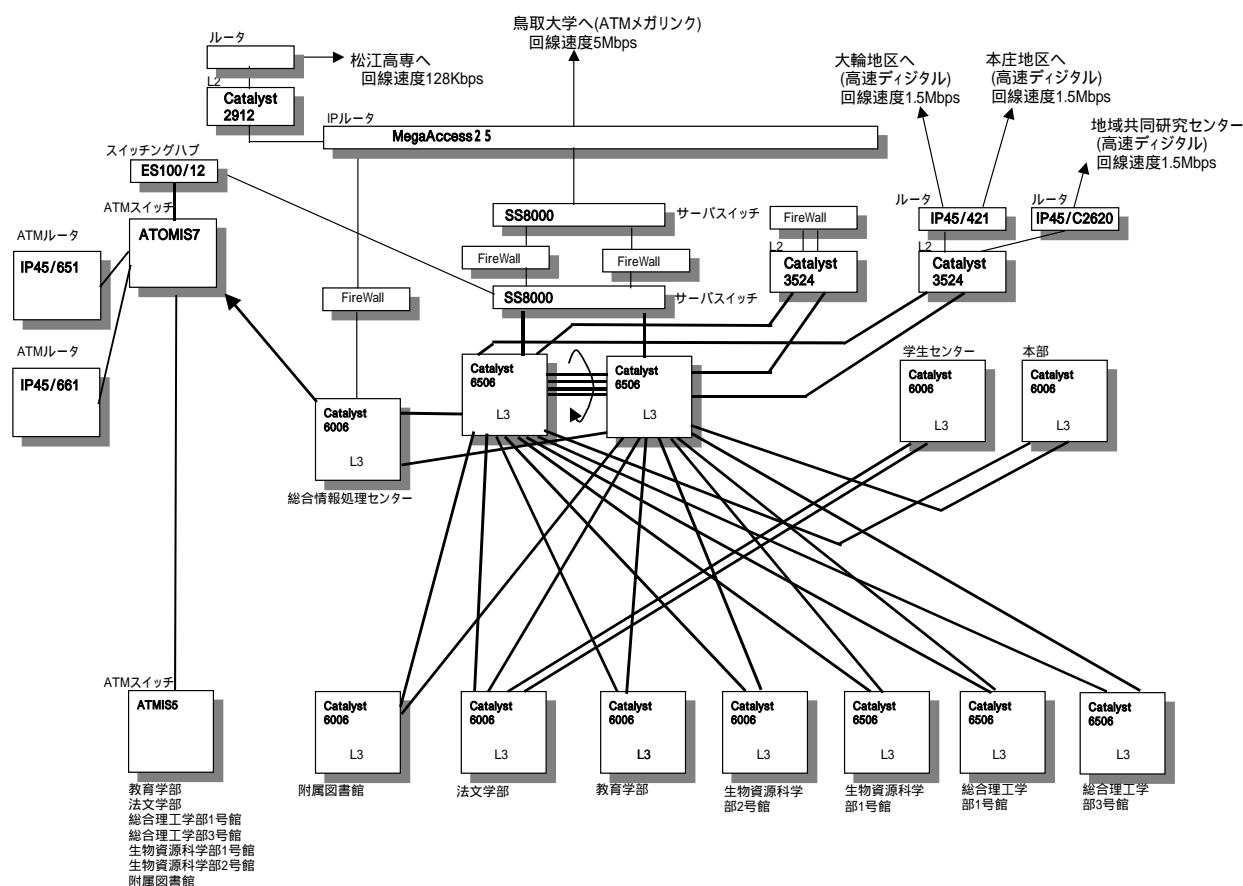 鳥取大学へ(ATMメガリンク)
回線速度5Mbps
ルータ
松江高専へ
回線速度128Kbps
大輪地区へ
(高速ディジタル)
回線速度1.5Mbps
本庄地区へ
(高速ディジタル)
回線速度1.5Mbps
L2
Catalyst
2912
IPルータ
MegaAccess25
地域共同研究センター
(高速ディジタル)
回線速度1.5Mbps
スイッチングハブ
ES100/12
ATMスイッチ
ATOMIS7
SS8000
サーバスイッチ
FireWall
ルータ
IP45/421
ルータ
IP45/C2620
ATMルータ
IP45/651
FireWall
FireWall
L2
Catalyst
3524
L2
Catalyst
3524
FireWall
SS8000
サーバスイッチ
ATMルータ
IP45/661
Catalyst
6506
L3
Catalyst
6506
L3
学生センター
Catalyst
6006
L3
本部
Catalyst
6006
L3
Catalyst
6006
L3
総合情報処理センター
ATMスイッチ
ATMIS5
Catalyst
6006
L3
Catalyst
6006
L3
Catalyst
6006
L3
Catalyst
6006
L3
Catalyst
6506
L3
Catalyst
6506
L3
Catalyst
6506
L3
教育学部
法文学部
総合理工学部1号館
総合理工学部3号館
生物資源科学部1号館
生物資源科学部2号館
附属図書館
附属図書館
法文学部
教育学部
生物資源科学
部2号館
生物資源科学
部1号館
総合理工学
部1号館
総合理工学
部3号館